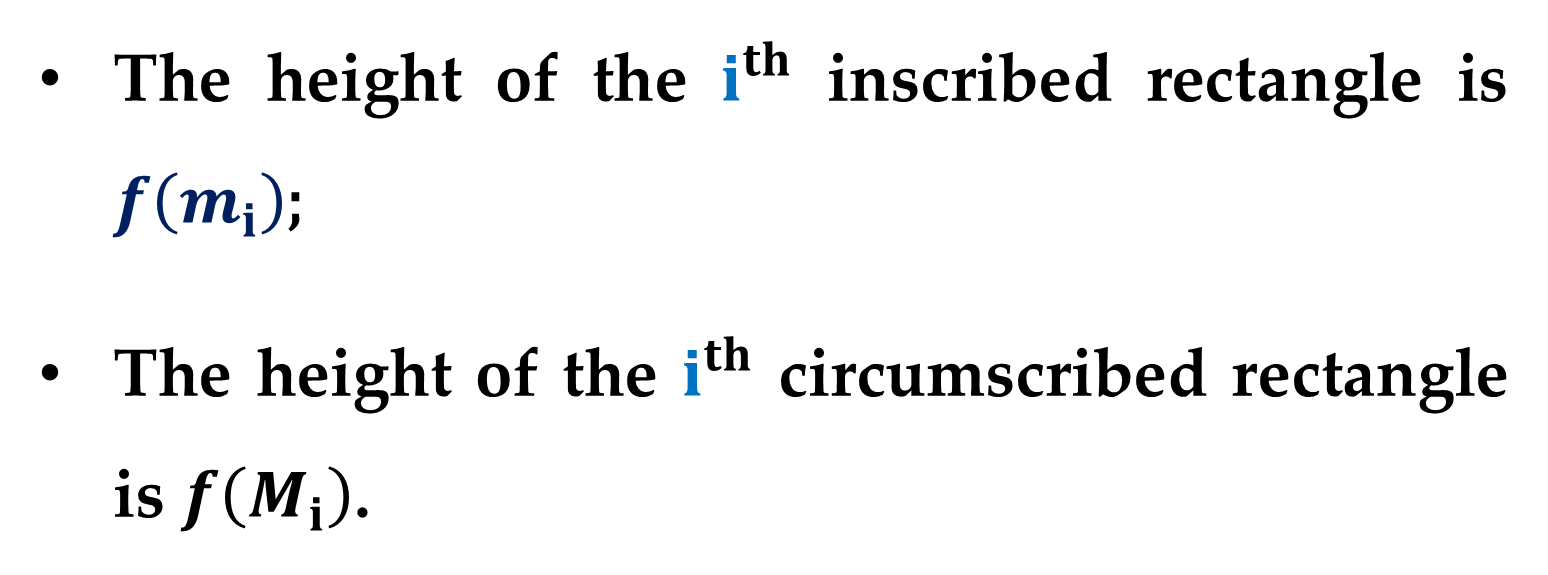 • The height of the iᵗʰ inscribed rectangle is
f(mᵢ);
• The height of the iᵗʰ circumscribed rectangle
is f(Mᵢ).